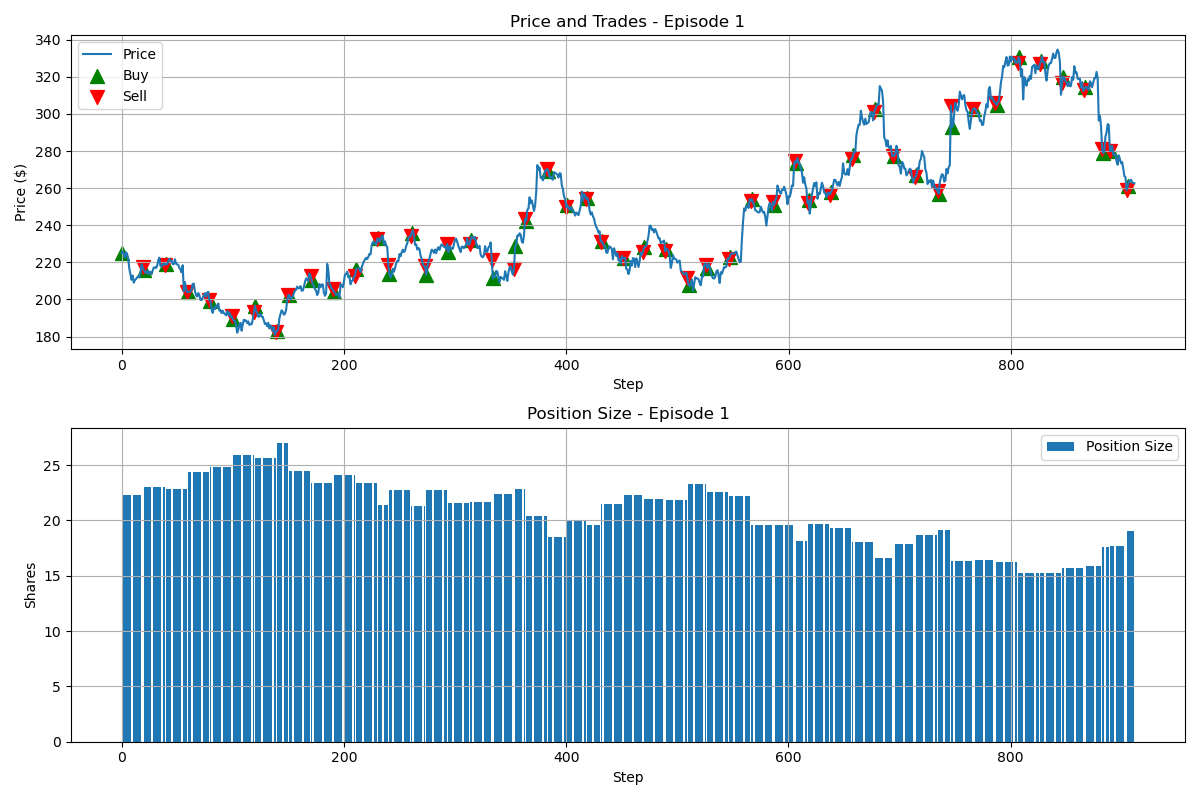 Price and Trades - Episode 1
340
320
300
280
260
240
220
200
180
Price ($)
Price
Buy
Sell
0
200
400
600
800
Step
Position Size - Episode 1
25
20
15
10
5
0
Shares
Position Size
0
200
400
600
800
Step